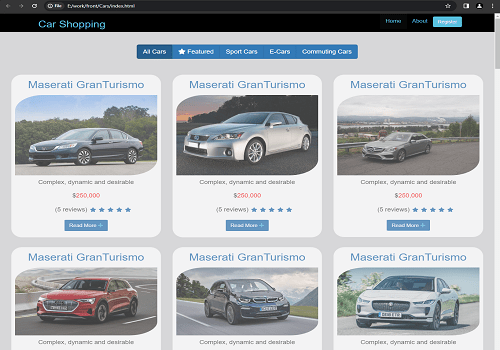 File E:/work/front/Cars/index.html
Car Shopping
Home About Register
All Cars Featured Sport Cars E-Cars Commuting Cars
Maserati GranTurismo Maserati GranTurismo Maserati GranTurismo
Complex, dynamic and desirable Complex, dynamic and desirable Complex, dynamic and desirable
$250,000 $250,000 $250,000
(5 reviews) (5 reviews) (5 reviews)
Read More + Read More + Read More +
Maserati GranTurismo Maserati GranTurismo Maserati GranTurismo
Complex, dynamic and desirable Complex, dynamic and desirable Complex, dynamic and desirable